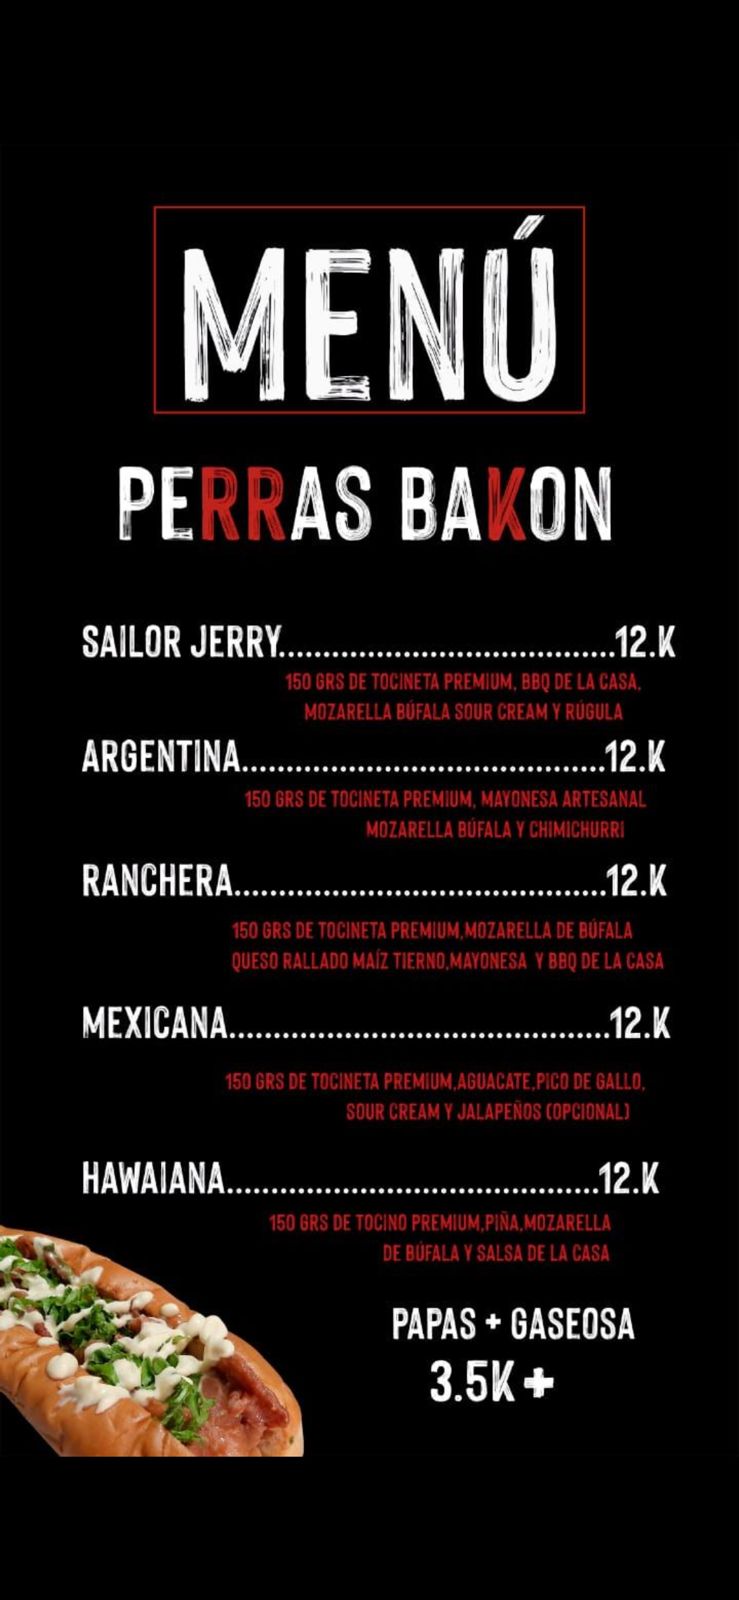 MENÚ
PERRAS BAKON
SAILOR JERRY......................................12.K
150 GRS DE TOCINETA PREMIUM, BBQ DE LA CASA,
MOZARELLA BÚFALA SOUR CREAM Y RÚGULA
ARGENTINA.........................................12.K
150 GRS DE TOCINETA PREMIUM, MAYONESA ARTESANAL
MOZARELLA BÚFALA Y CHIMICHURRI
RANCHERA..........................................12.K
150 GRS DE TOCINETA PREMIUM,MOZARELLA DE BÚFALA
QUESO RALLADO MAÍZ TIERNO,MAYONESA Y BBQ DE LA CASA
MEXICANA...........................................12.K
150 GRS DE TOCINETA PREMIUM,AGUACATE,PICO DE GALLO,
SOUR CREAM Y JALAPEÑOS (OPCIONAL)
HAWAIANA..........................................12.K
150 GRS DE TOCINO PREMIUM,PIÑA,MOZARELLA
DE BÚFALA Y SALSA DE LA CASA
PAPAS + GASEOSA
3.5K +